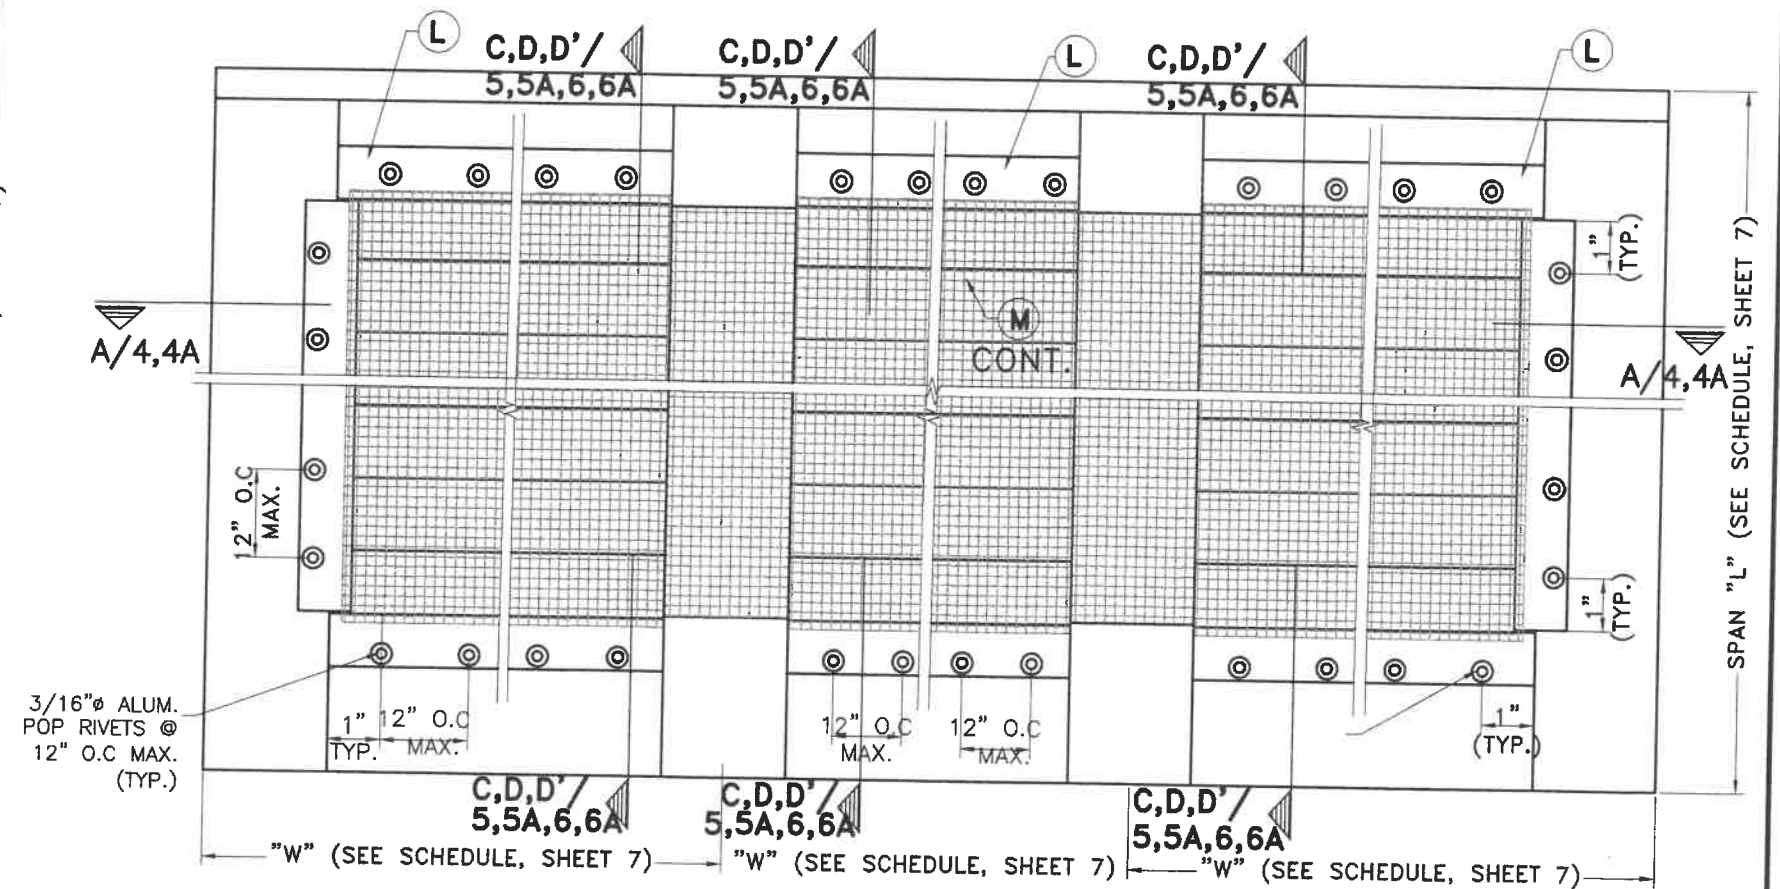 L
L
L
C,D,D'/
5,5A,6,6A
C,D,D'/
5,5A,6,6A
C,D,D'/
5,5A,6,6A
1"
(TYP.)
A/4,4A
M
CONT.
A/4,4A
SPAN "L" (SEE SCHEDULE, SHEET 7)
12" O.C
MAX.
1"
(TYP.)
3/16"ø ALUM.
POP RIVETS @
12" O.C MAX.
(TYP.)
1"
TYP.
12" O.C
MAX.
12" O.C
MAX.
12" O.C
MAX.
1"
(TYP.)
C,D,D'/
5,5A,6,6A
C,D,D'/
5,5A,6,6A
C,D,D'/
5,5A,6,6A
"W" (SEE SCHEDULE, SHEET 7)
"W" (SEE SCHEDULE, SHEET 7)
"W" (SEE SCHEDULE, SHEET 7)